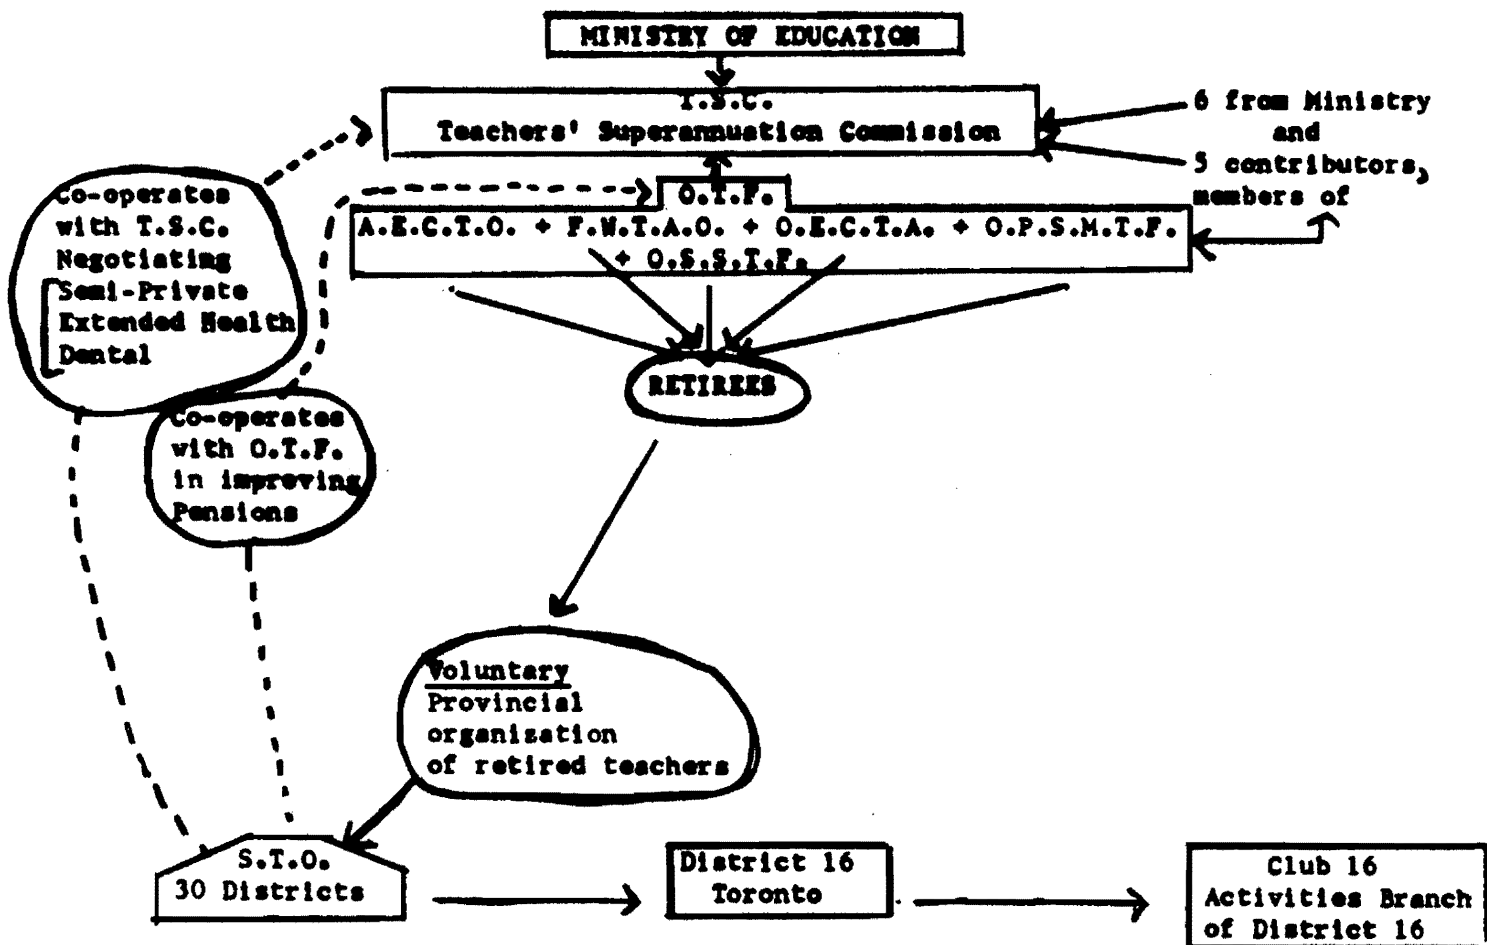 MINISTRY OF EDUCATION
T.S.C.
Teachers' Superannuation Commission
6 from Ministry
and
5 contributors,
members of
O.T.F.
A.E.C.T.O. + F.W.T.A.O. + O.E.C.T.A. + O.P.S.M.T.F.
+ O.S.S.T.F.
Co-operates
with T.S.C.
Negotiating
Semi-Private
Extended Health
Dental
RETIREES
Co-operates
with O.T.F.
in improving
Pensions
Voluntary
Provincial
organization
of retired teachers
S.T.O.
30 Districts
District 16
Toronto
Club 16
Activities Branch
of District 16